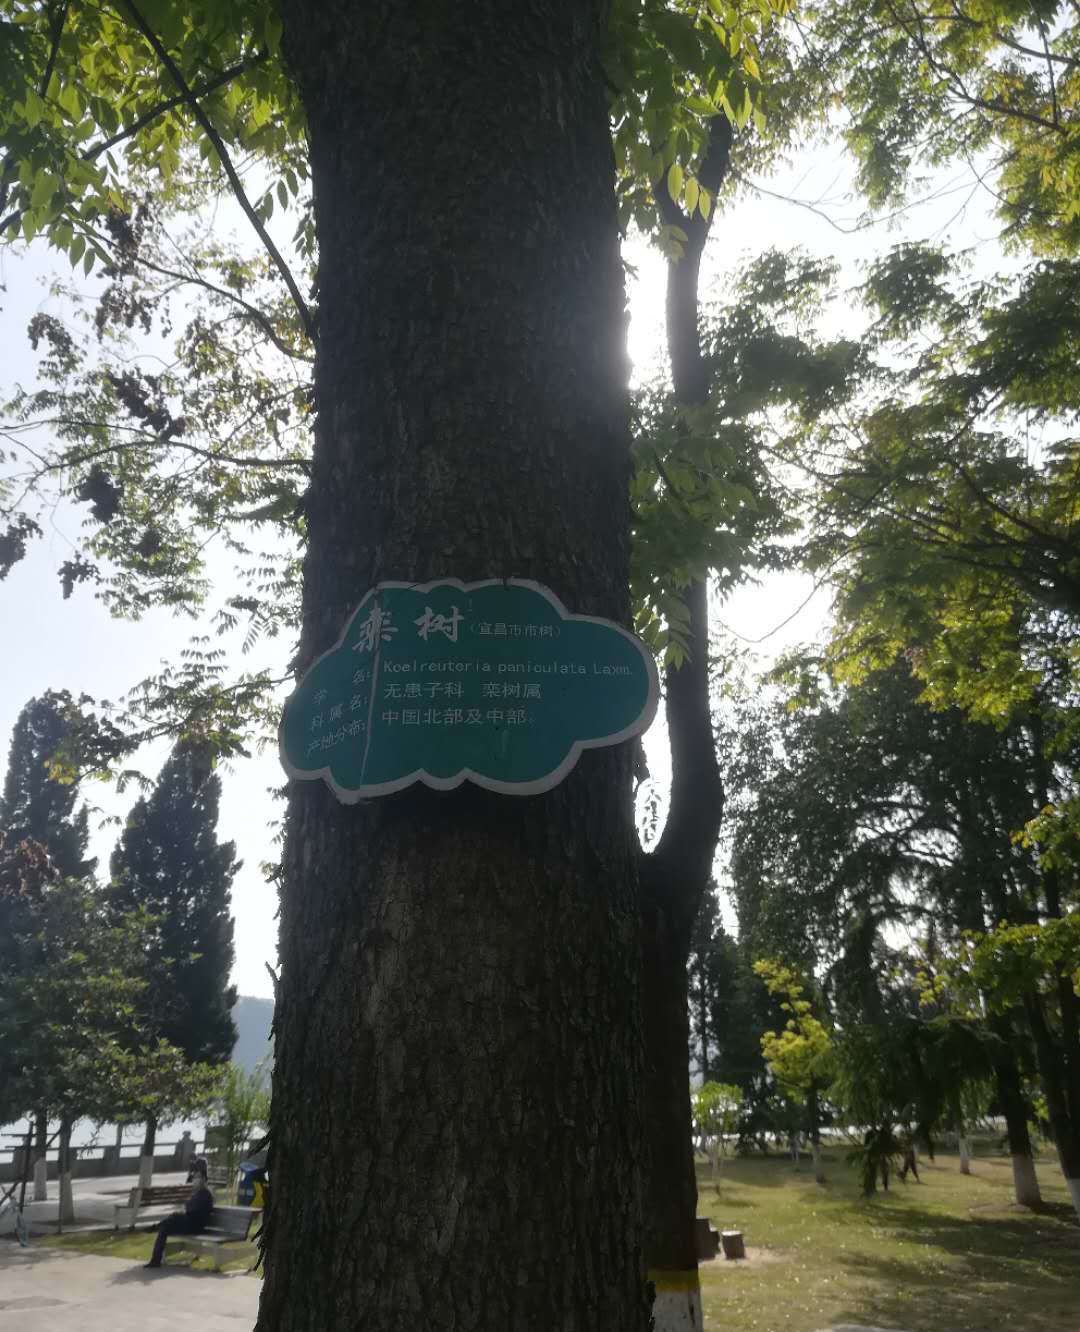 栾树（宜昌市市树）
学 名：Koelreuteria paniculata Laxm.
科属名：无患子科 栾树属
产地分布：中国北部及中部；